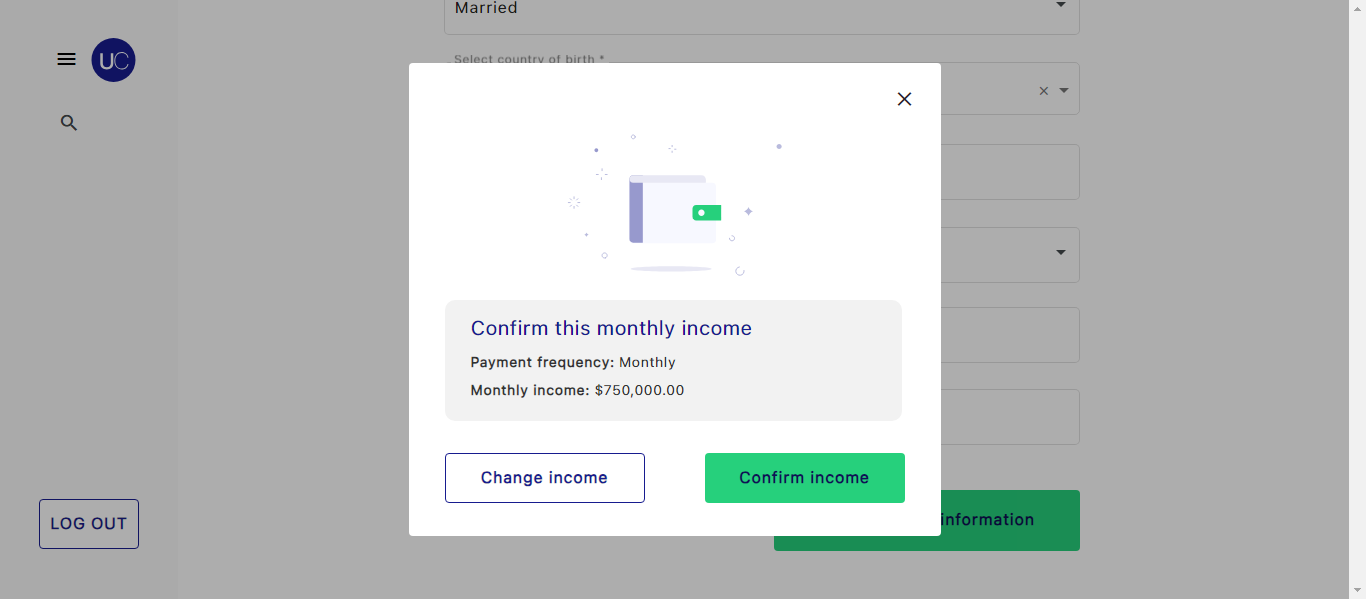 Married
UC
Select country of birth *
Confirm this monthly income
Payment frequency: Monthly
Monthly income: $750,000.00
Change income
Confirm income
information
LOG OUT